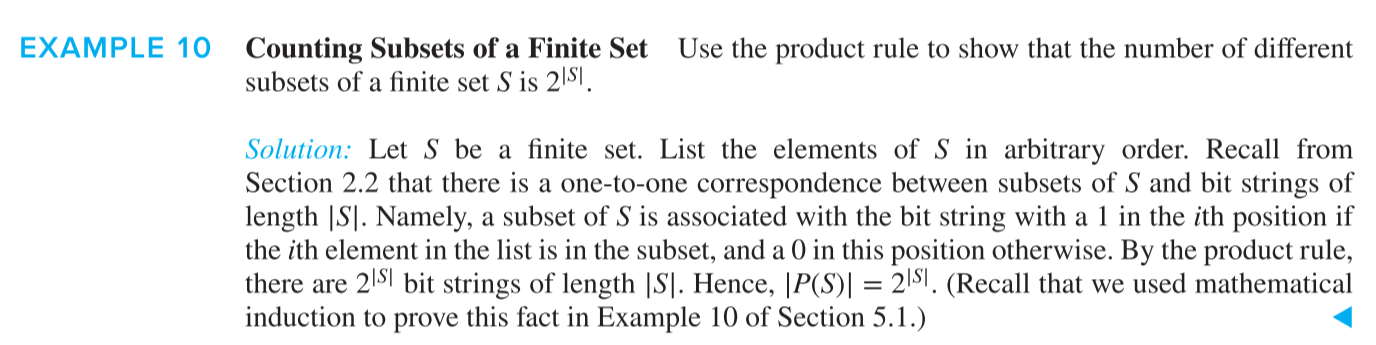 EXAMPLE 10 Counting Subsets of a Finite Set Use the product rule to show that the number of different
subsets of a finite set S is 2^|S|.
Solution: Let S be a finite set. List the elements of S in arbitrary order. Recall from
Section 2.2 that there is a one-to-one correspondence between subsets of S and bit strings of
length |S|. Namely, a subset of S is associated with the bit string with a 1 in the ith position if
the ith element in the list is in the subset, and a 0 in this position otherwise. By the product rule,
there are 2^|S| bit strings of length |S|. Hence, |P(S)| = 2^|S|. (Recall that we used mathematical
induction to prove this fact in Example 10 of Section 5.1.)